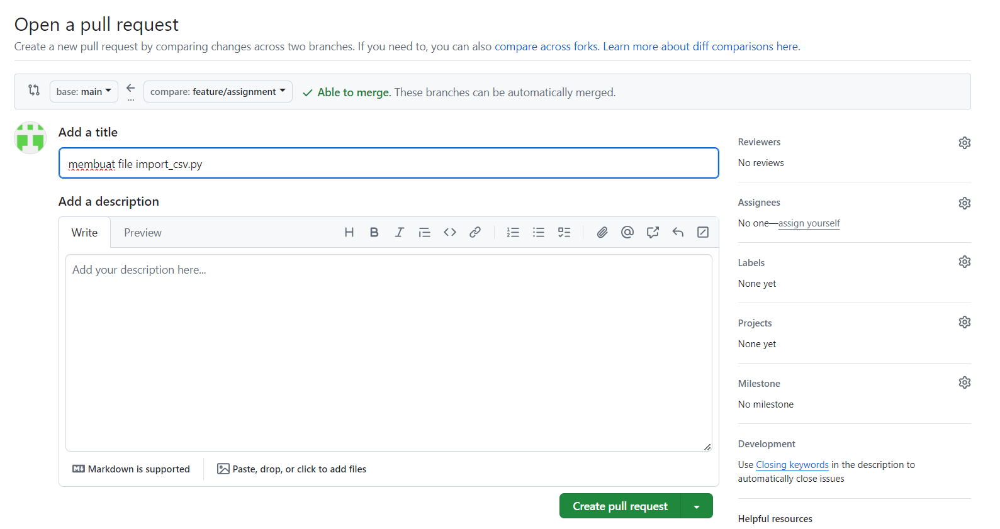 Open a pull request
Create a new pull request by comparing changes across two branches. If you need to, you can also compare across forks. Learn more about diff comparisons here.
base: main
...
compare: feature/assignment
Able to merge. These branches can be automatically merged.
Add a title
membuat file import_csv.py
Add a description
Write
Preview
Add your description here...
Markdown is supported
Paste, drop, or click to add files
Create pull request
Reviewers
No reviews
Assignees
No one—assign yourself
Labels
None yet
Projects
None yet
Milestone
No milestone
Development
Use Closing keywords in the description to
automatically close issues
Helpful resources